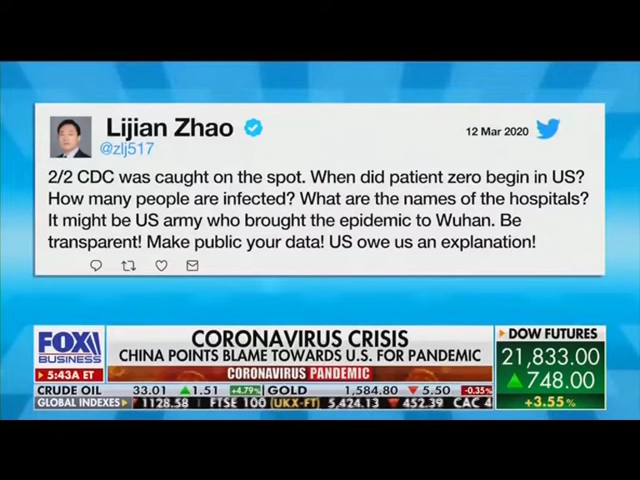 Lijian Zhao
@zlj517
12 Mar 2020
2/2 CDC was caught on the spot. When did patient zero begin in US?
How many people are infected? What are the names of the hospitals?
It might be US army who brought the epidemic to Wuhan. Be
transparent! Make public your data! US owe us an explanation!
FOX
BUSINESS
5:43A ET
CORONAVIRUS CRISIS
CHINA POINTS BLAME TOWARDS U.S. FOR PANDEMIC
CORONAVIRUS PANDEMIC
DOW FUTURES
21,833.00
▲748.00
+3.55%
CRUDE OIL 33.01 ▲1.51 +4.79% GOLD 1,584.80 ▼5.50 -0.35%
GLOBAL INDEXES 1128.58 FTSE 100 (UKX-FT) 5,424.13 ▼452.39 CAC 4